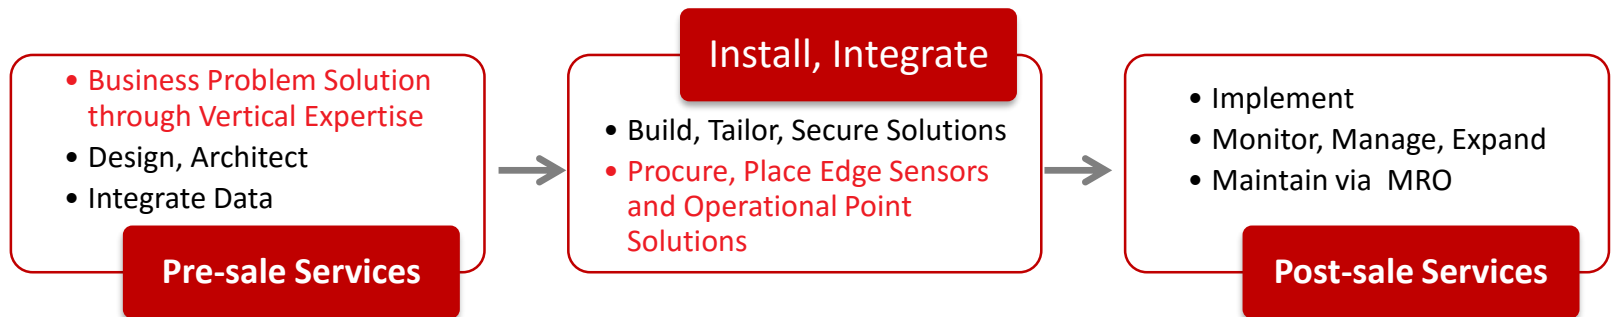 • Business Problem Solution
through Vertical Expertise
• Design, Architect
• Integrate Data
Pre-sale Services
Install, Integrate
• Build, Tailor, Secure Solutions
• Procure, Place Edge Sensors
and Operational Point
Solutions
• Implement
• Monitor, Manage, Expand
• Maintain via  MRO
Post-sale Services